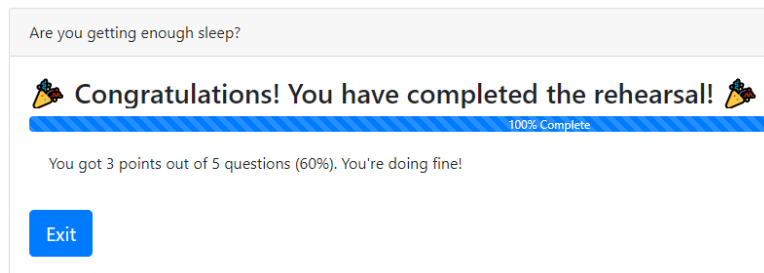 Are you getting enough sleep?
Congratulations! You have completed the rehearsal!
100% Complete
You got 3 points out of 5 questions (60%). You're doing fine!
Exit